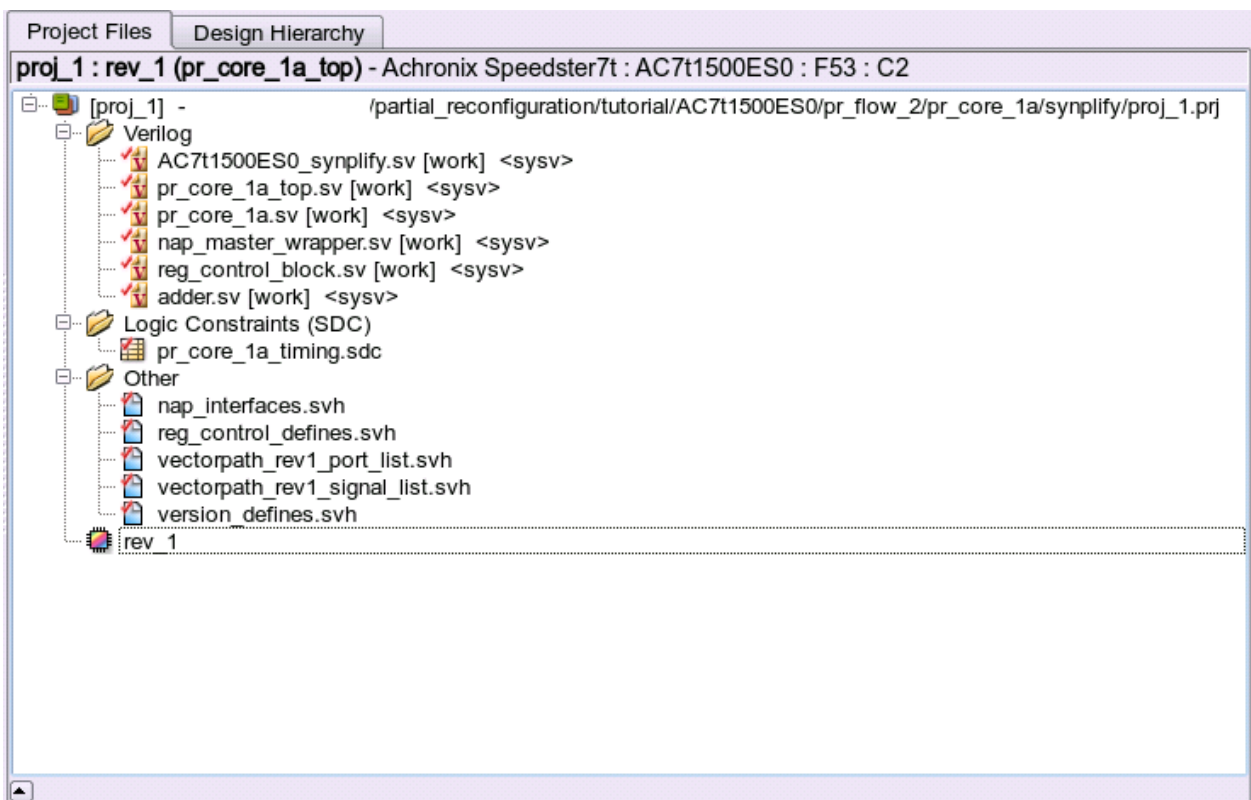 Project Files Design Hierarchy
proj_1 : rev_1 (pr_core_1a_top) - Achronix Speedster7t : AC7t1500ES0 : F53 : C2
[proj_1] - /partial_reconfiguration/tutorial/AC7t1500ES0/pr_flow_2/pr_core_1a/synplify/proj_1.prj
Verilog
AC7t1500ES0_synplify.sv [work] <sysv>
pr_core_1a_top.sv [work] <sysv>
pr_core_1a.sv [work] <sysv>
nap_master_wrapper.sv [work] <sysv>
reg_control_block.sv [work] <sysv>
adder.sv [work] <sysv>
Logic Constraints (SDC)
pr_core_1a_timing.sdc
Other
nap_interfaces.svh
reg_control_defines.svh
vectorpath_rev1_port_list.svh
vectorpath_rev1_signal_list.svh
version_defines.svh
rev_1